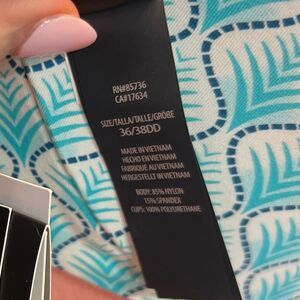 RN#85736
CA#17634
SIZE/TALLA/TAILLE/GRÖßE
36/38DD
MADE IN VIETNAM
HECHO EN VIETNAM
FABRIQUÉ AU VIETNAM
HERGESTELLT IN VIETNAM
BODY: 85% NYLON
15% SPANDEX
CUPS: 100% POLYURETHANE